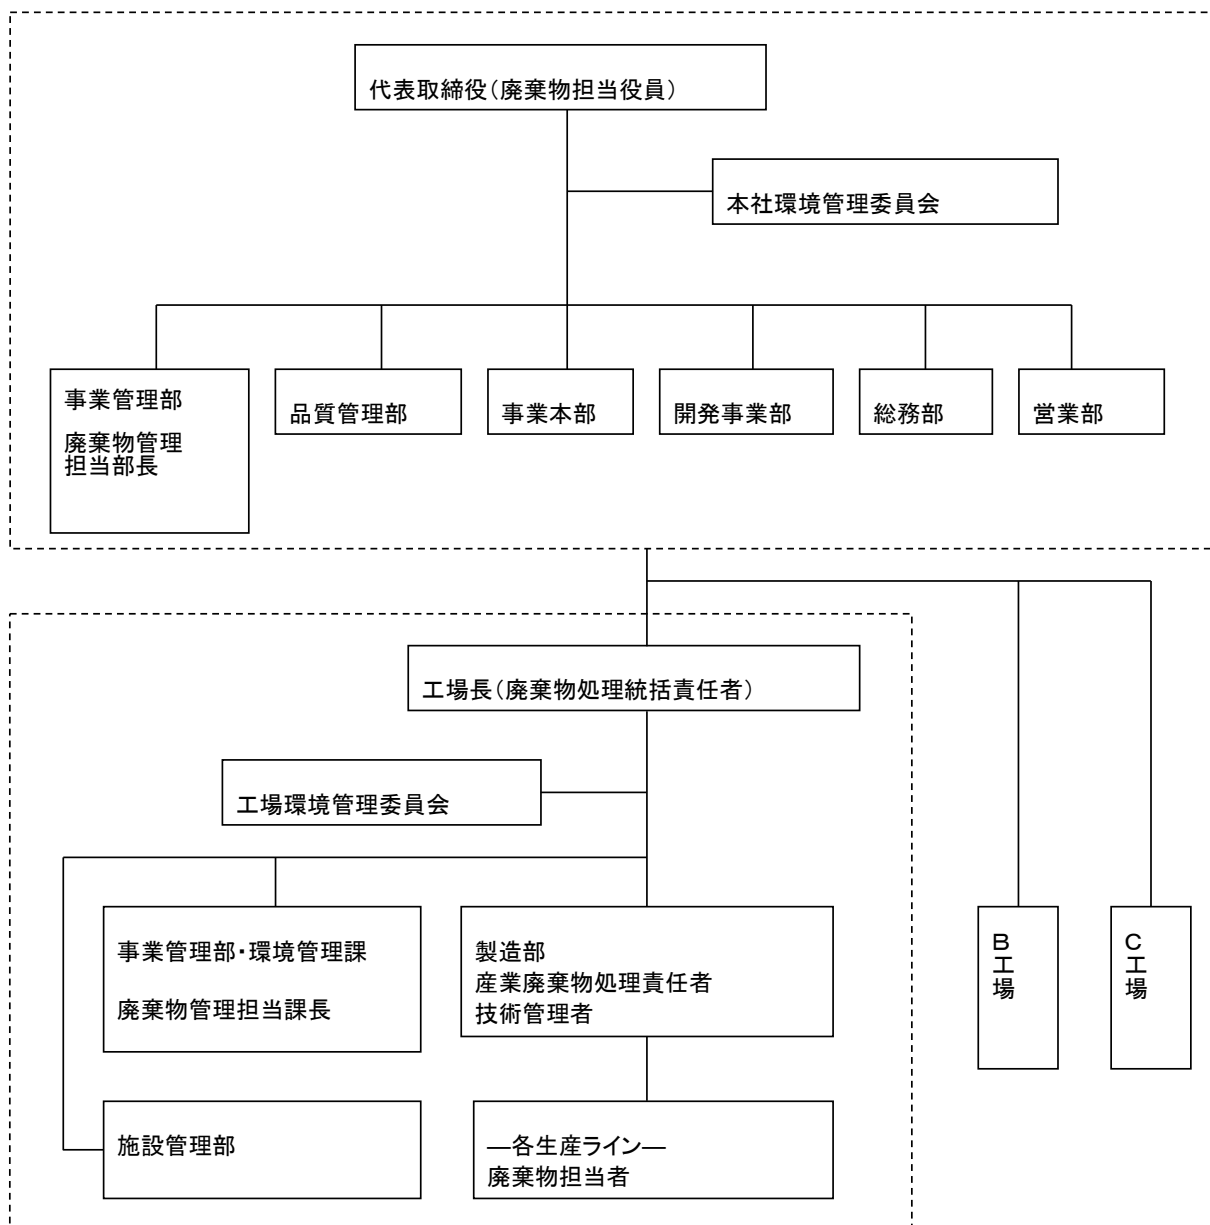 代表取締役(廃棄物担当役員)
本社環境管理委員会
事業管理部
廃棄物管理
担当部長
品質管理部
事業本部
開発事業部
総務部
営業部
工場長(廃棄物処理統括責任者)
工場環境管理委員会
事業管理部・環境管理課
廃棄物管理担当課長
製造部
産業廃棄物処理責任者
技術管理者
B工場
C工場
施設管理部
―各生産ライン―
廃棄物担当者